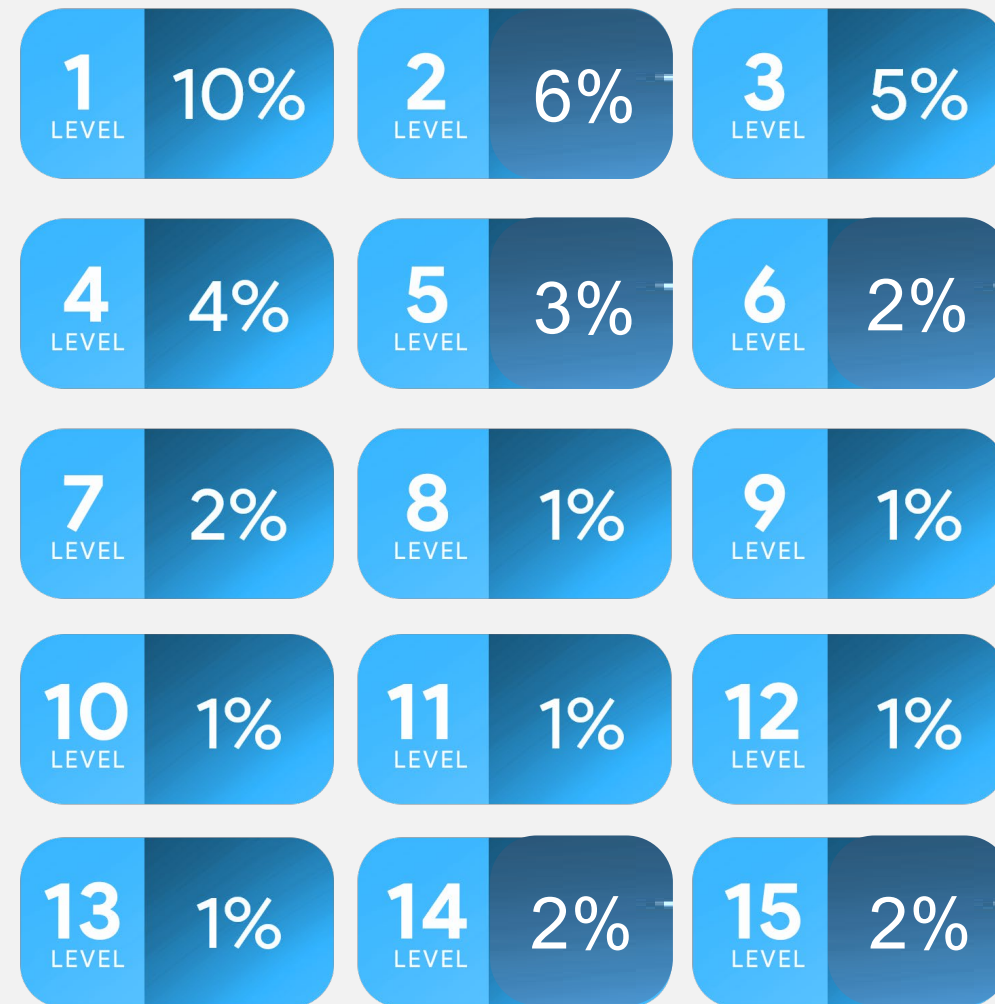 1 LEVEL 10%
2 LEVEL 6%
3 LEVEL 5%
4 LEVEL 4%
5 LEVEL 3%
6 LEVEL 2%
7 LEVEL 2%
8 LEVEL 1%
9 LEVEL 1%
10 LEVEL 1%
11 LEVEL 1%
12 LEVEL 1%
13 LEVEL 1%
14 LEVEL 2%
15 LEVEL 2%